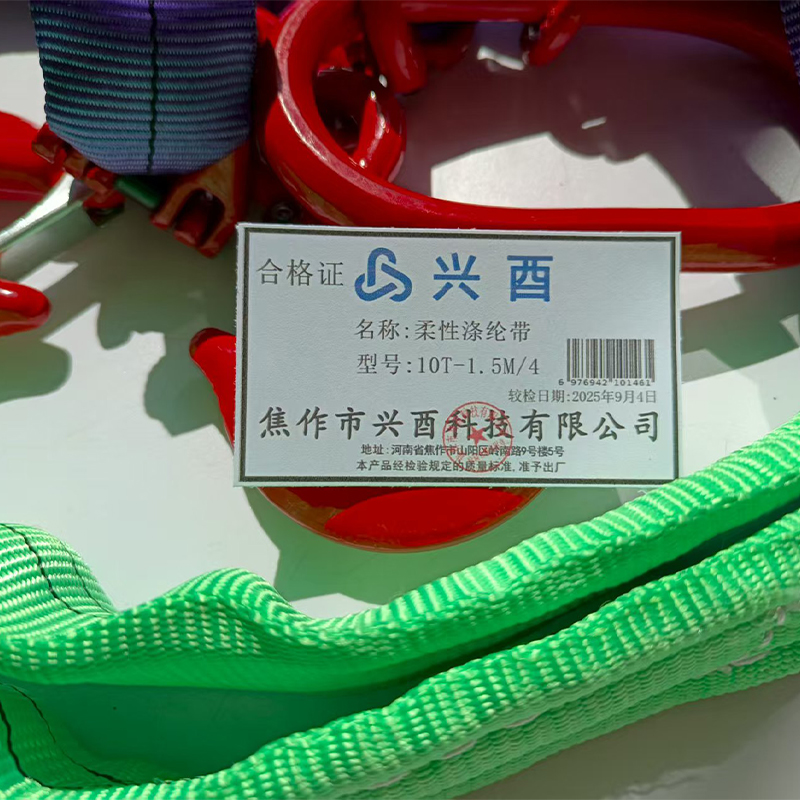 合格证 兴酉
名称:柔性涤纶带
型号:10T-1.5M/4
6 976942 101461
较检日期:2025年9月4日
焦作市兴酉科技有限公司
地址:河南省焦作市山阳区岭南路9号楼5号
本产品经检验规定的质量标准,准予出厂